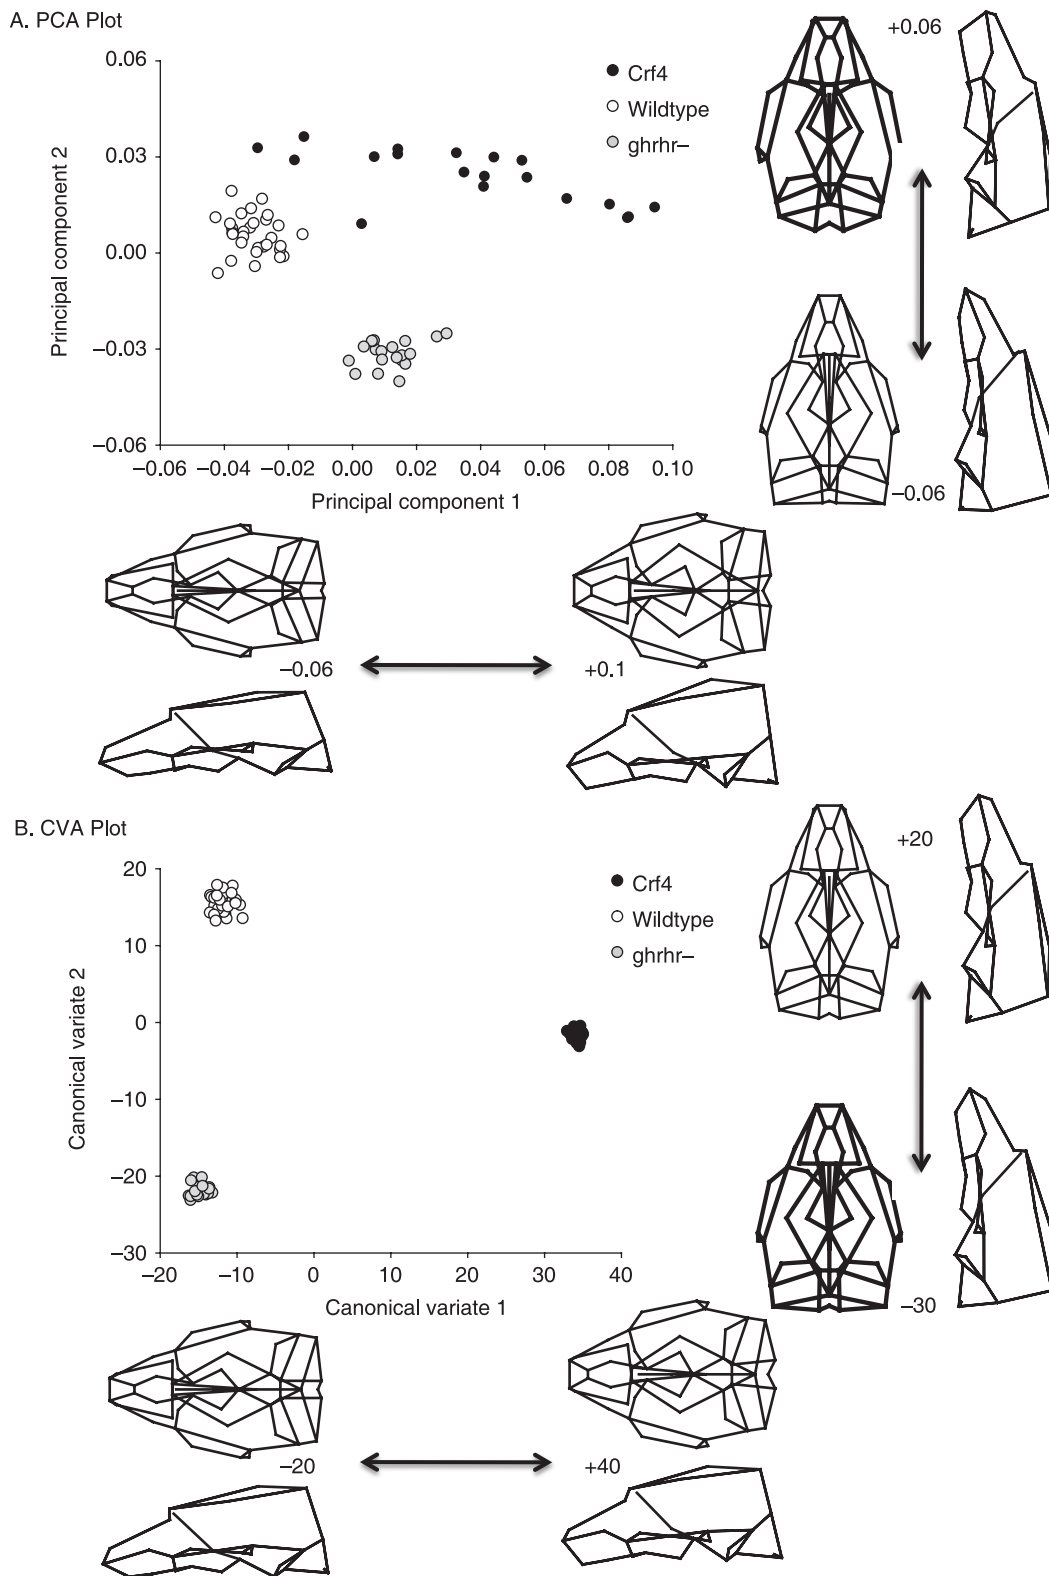 A. PCA Plot
0.06
0.03
0.00
−0.03
−0.06
Principal component 2
Crf4
Wildtype
ghrhr−
−0.06 −0.04 −0.02 0.00 0.02 0.04 0.06 0.08 0.10
Principal component 1
+0.06
−0.06
−0.06
+0.1
B. CVA Plot
20
10
0
−10
−20
−30
Canonical variate 2
Crf4
Wildtype
ghrhr−
−20 −10 0 10 20 30 40
Canonical variate 1
+20
−30
−20
+40